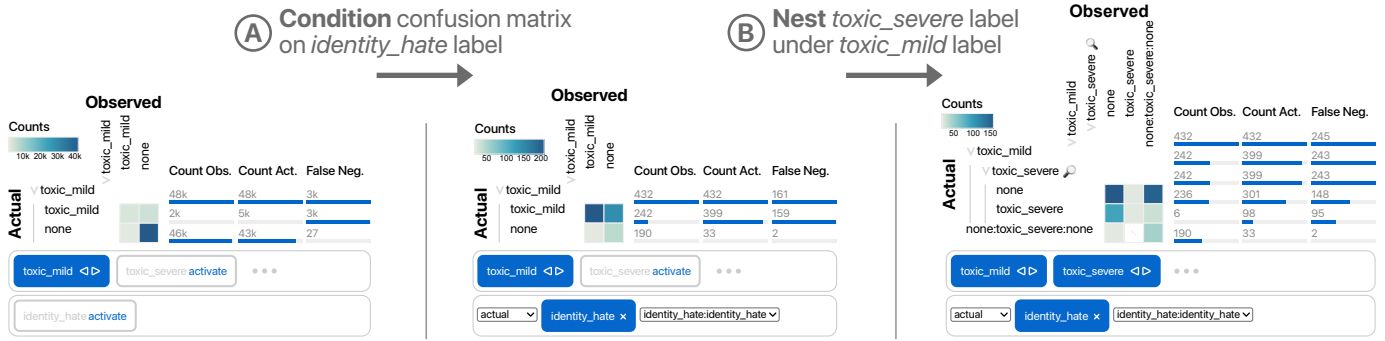 A Condition confusion matrix
on identity_hate label
B Nest toxic_severe label
under toxic_mild label
Observed
Counts
10k 20k 30k 40k
toxic_mild
toxic_mild
none
Count Obs. Count Act. False Neg.
Actual
toxic_mild 48k 48k 3k
toxic_mild 2k 5k 3k
none 46k 43k 27
toxic_mild
toxic_severe activate
identity_hate activate
Observed
Counts
50 100 150 200
toxic_mild
toxic_mild
none
Count Obs. Count Act. False Neg.
Actual
toxic_mild 432 432 161
toxic_mild 242 399 159
none 190 33 2
toxic_mild
toxic_severe activate
actual identity_hate × identity_hate:identity_hate
Observed
Counts
50 100 150
toxic_mild
toxic_severe
none
toxic_severe
none:toxic_severe:none
Count Obs. Count Act. False Neg.
Actual
toxic_mild 432 432 245
toxic_severe 242 399 243
242 399 243
none 236 301 148
toxic_severe 6 98 95
none:toxic_severe:none 190 33 2
toxic_mild toxic_severe
actual identity_hate × identity_hate:identity_hate